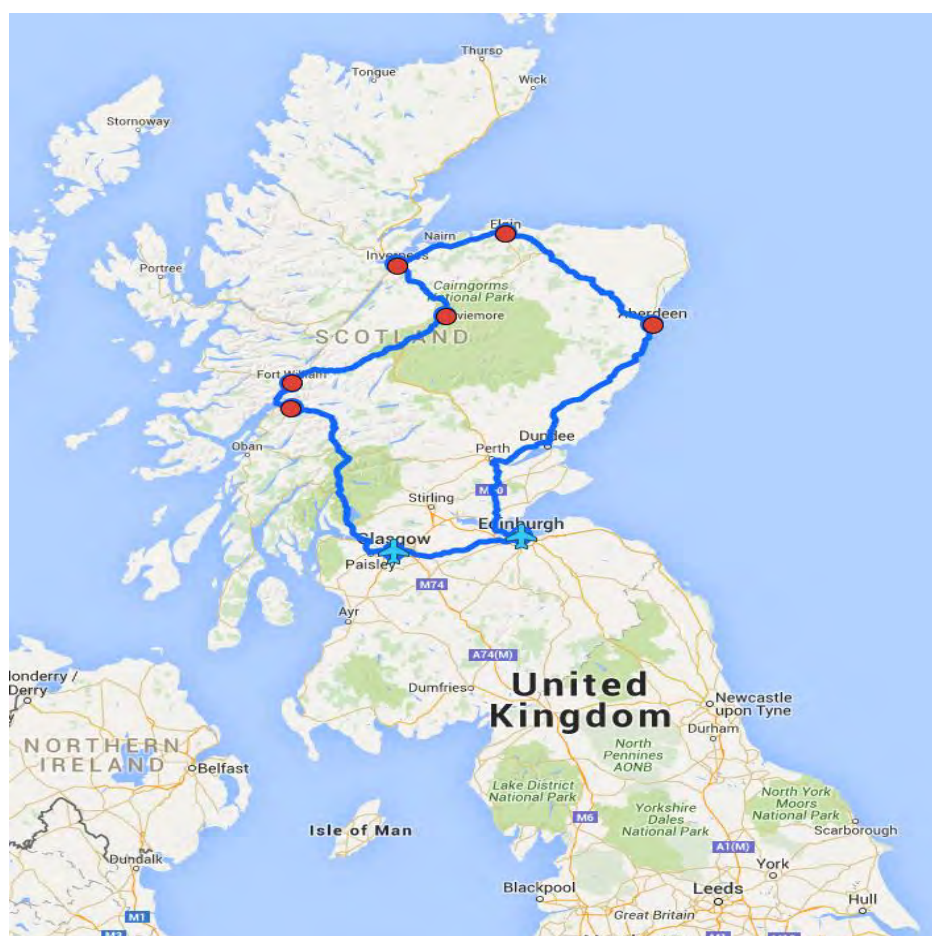 Thurso
Tongue
Wick
Stornoway
Elgin
Nairn
Inverness
Portree
Cairngorms
National Park
Aviemore
SCOTLAND
Aberdeen
Fort William
Oban
Perth
Dundee
Stirling
Edinburgh
Glasgow
Paisley
M74
Ayr
A74(M)
Dumfries
United
Kingdom
Newcastle
upon Tyne
Durham
Derry
NORTHERN
IRELAND
Belfast
North
Pennines
AONB
Lake District
National Park
M6
Yorkshire
Dales
National Park
North York
Moors
National Park
Scarborough
Isle of Man
A1(M)
York
Dundalk
Blackpool
Leeds
Hull
Great Britain
M1